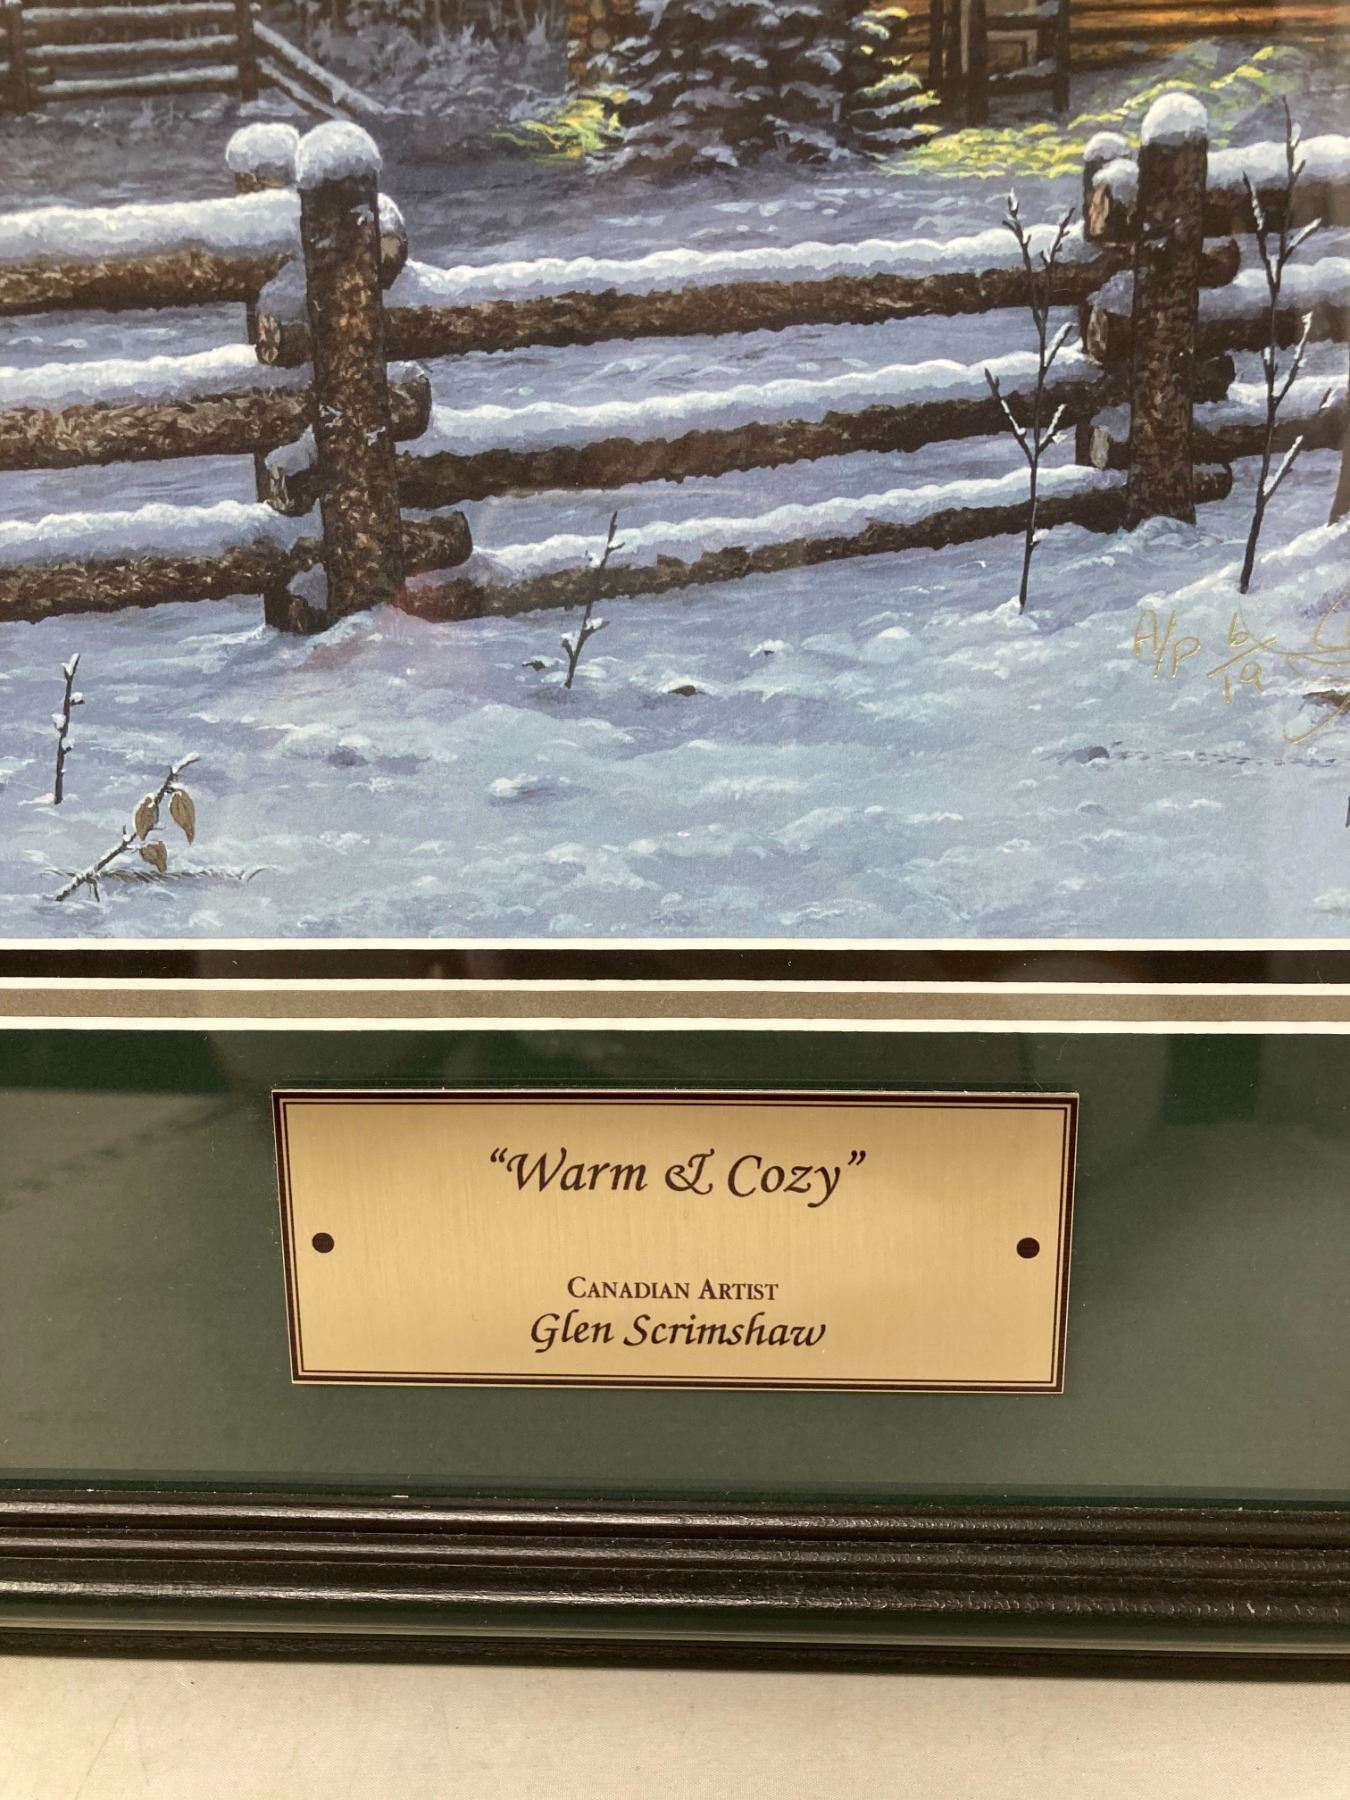 A/P 6/19
“Warm & Cozy”
CANADIAN ARTIST
Glen Scrimshaw